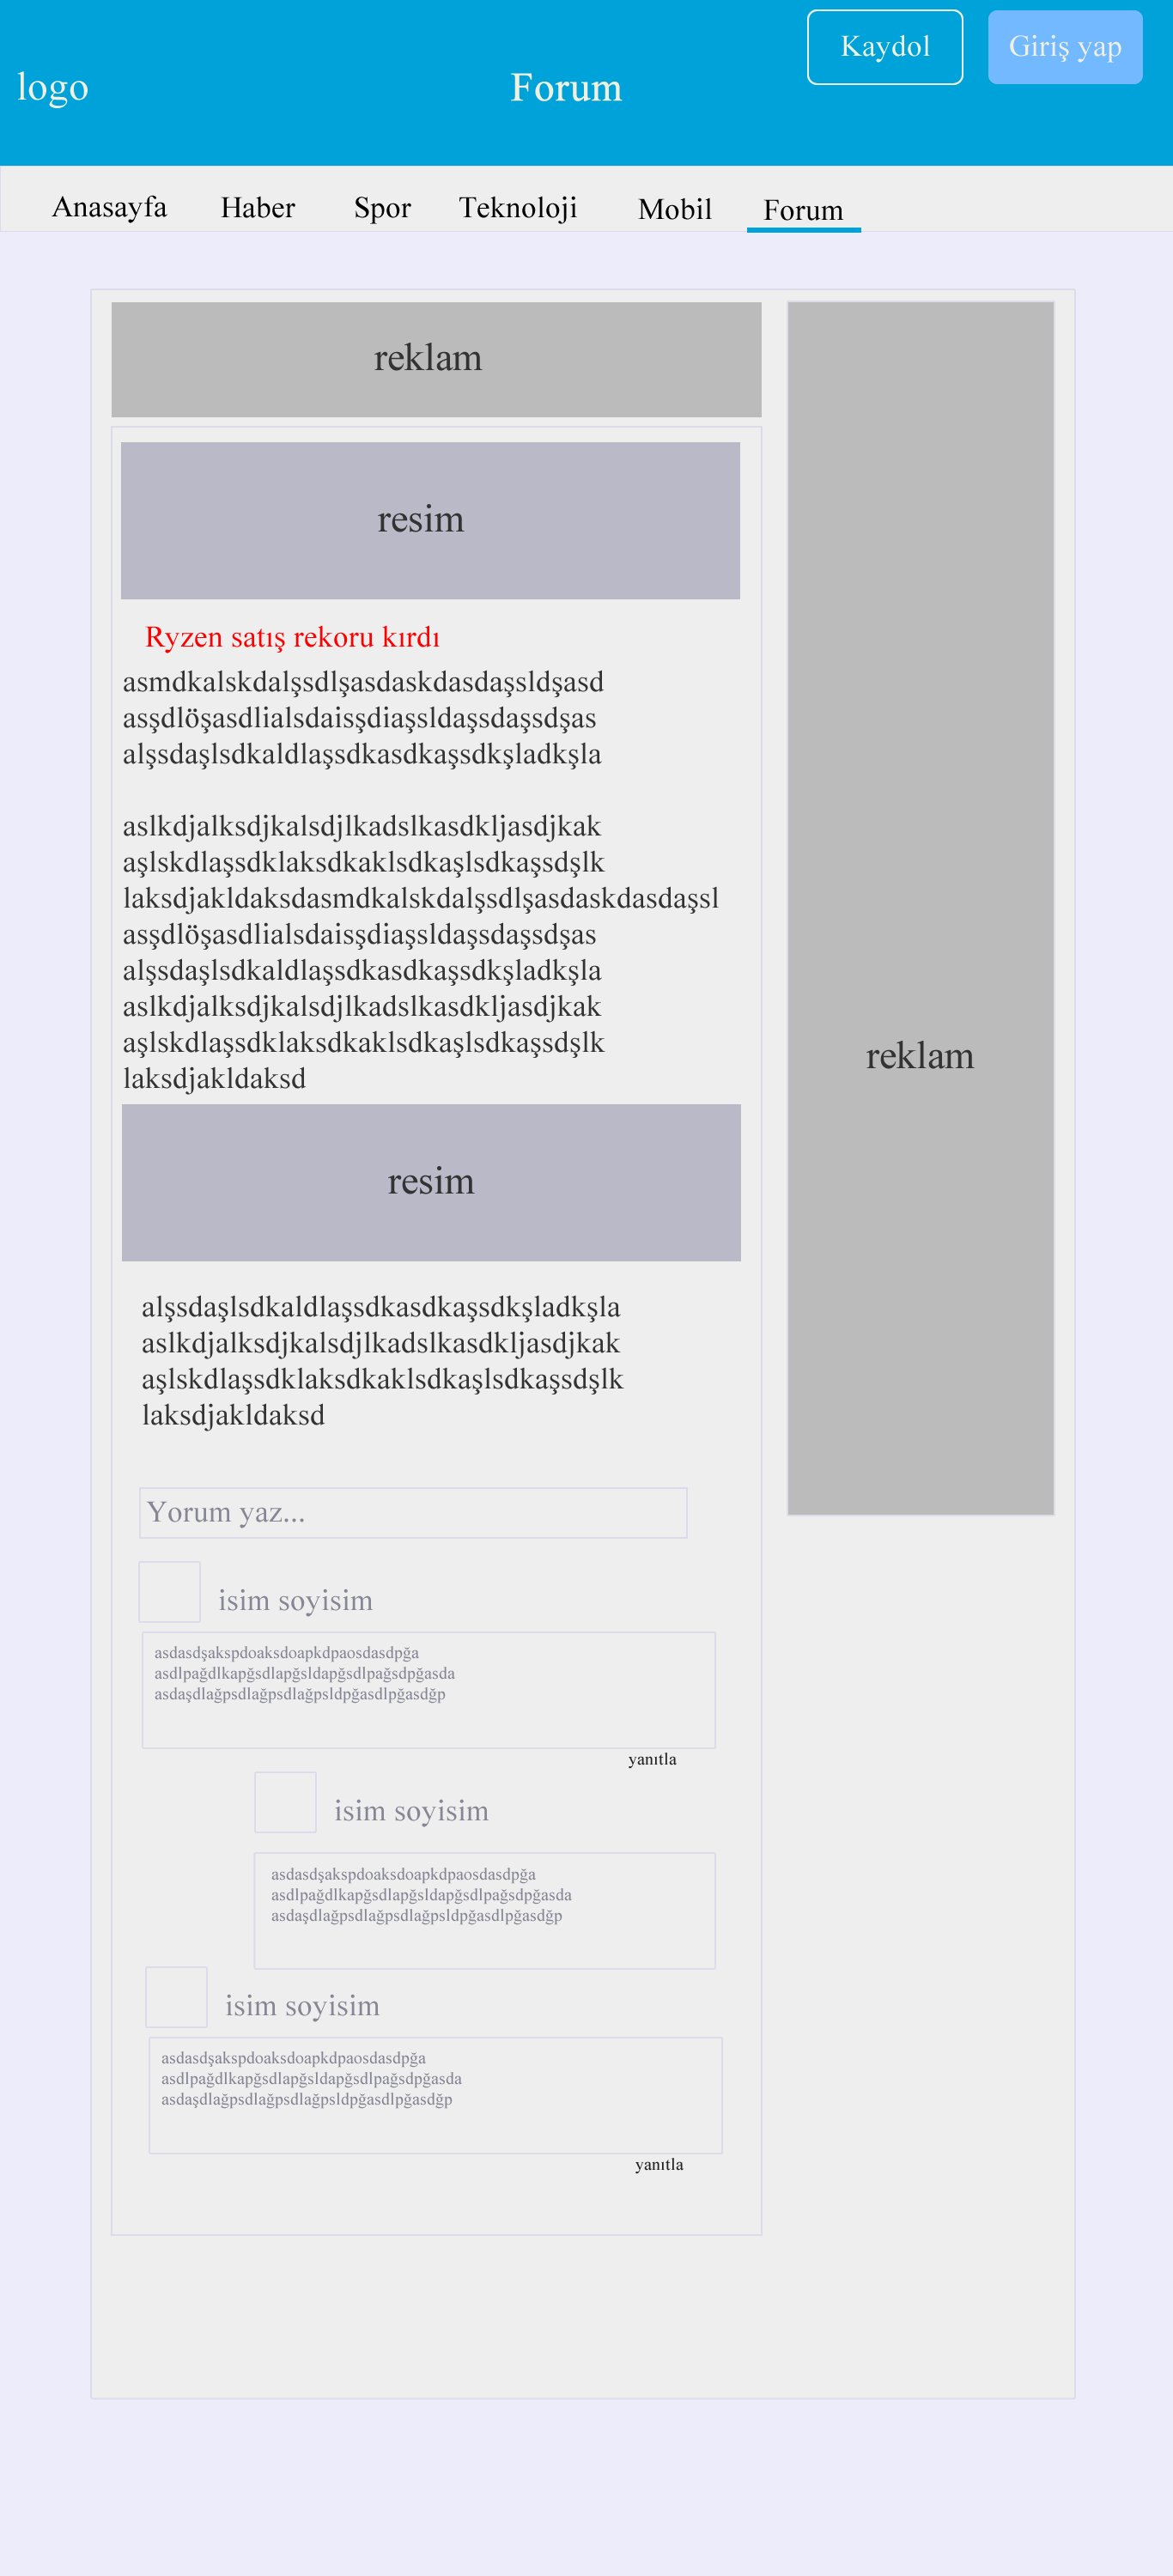 logo
Forum
Kaydol
Giriş yap
Anasayfa Haber Spor Teknoloji Mobil Forum
reklam
resim
Ryzen satış rekoru kırdı
asmdkalskdalşsdlşasdaskdasdaşsldşasd
asşdlöşasdlialsdaisşdiaşsldaşsdaşsdşas
alşsdaşlsdkaldlaşsdkasdkaşsdkşladkşla
aslkdjalksdjkalsdjlkadslkasdkljasdjkak
aşlskdlaşsdklaksdkaklsdkaşlsdkaşsdşlk
laksdjakldaksdasmdkalskdalşsdlşasdaskdasdaşsl
asşdlöşasdlialsdaisşdiaşsldaşsdaşsdşas
alşsdaşlsdkaldlaşsdkasdkaşsdkşladkşla
aslkdjalksdjkalsdjlkadslkasdkljasdjkak
aşlskdlaşsdklaksdkaklsdkaşlsdkaşsdşlk
laksdjakldaksd
resim
alşsdaşlsdkaldlaşsdkasdkaşsdkşladkşla
aslkdjalksdjkalsdjlkadslkasdkljasdjkak
aşlskdlaşsdklaksdkaklsdkaşlsdkaşsdşlk
laksdjakldaksd
Yorum yaz...
isim soyisim
asdasdşakspdoaksdoapkdpaosdasdpğa
asdlpağdlkapğsdlapğsldapğsdlpağsdpğasda
asdaşdlağpsdlağpsdlağpsldpğasdlpğasdğp
yanıtla
isim soyisim
asdasdşakspdoaksdoapkdpaosdasdpğa
asdlpağdlkapğsdlapğsldapğsdlpağsdpğasda
asdaşdlağpsdlağpsdlağpsldpğasdlpğasdğp
isim soyisim
asdasdşakspdoaksdoapkdpaosdasdpğa
asdlpağdlkapğsdlapğsldapğsdlpağsdpğasda
asdaşdlağpsdlağpsdlağpsldpğasdlpğasdğp
yanıtla
reklam